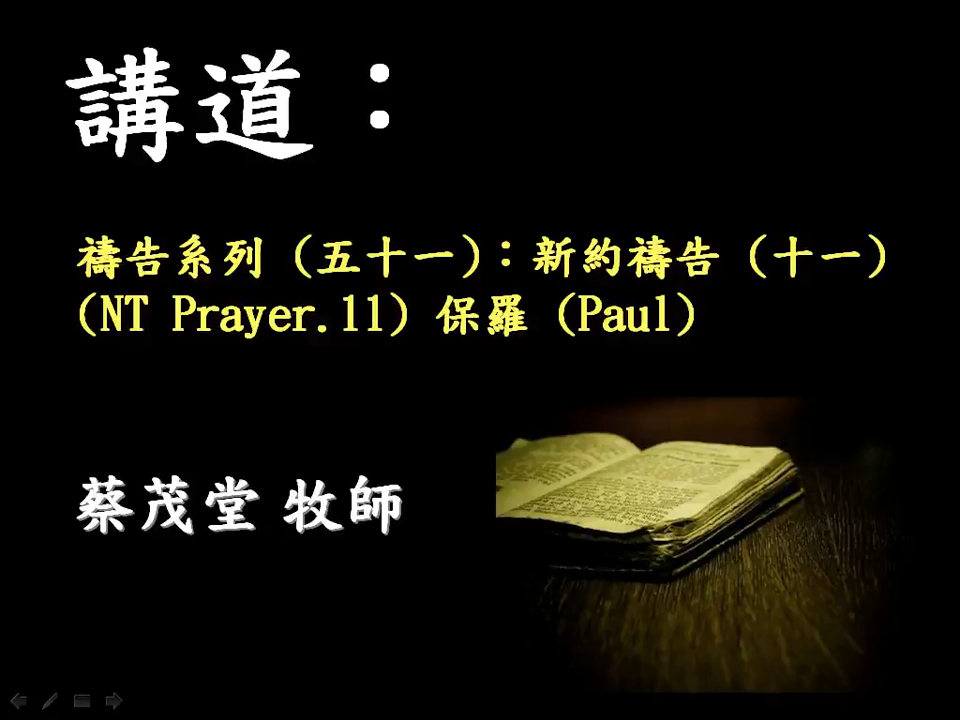 講道：
禱告系列 (五十一)：新約禱告 (十一)
(NT Prayer.11) 保羅 (Paul)
蔡茂堂 牧師